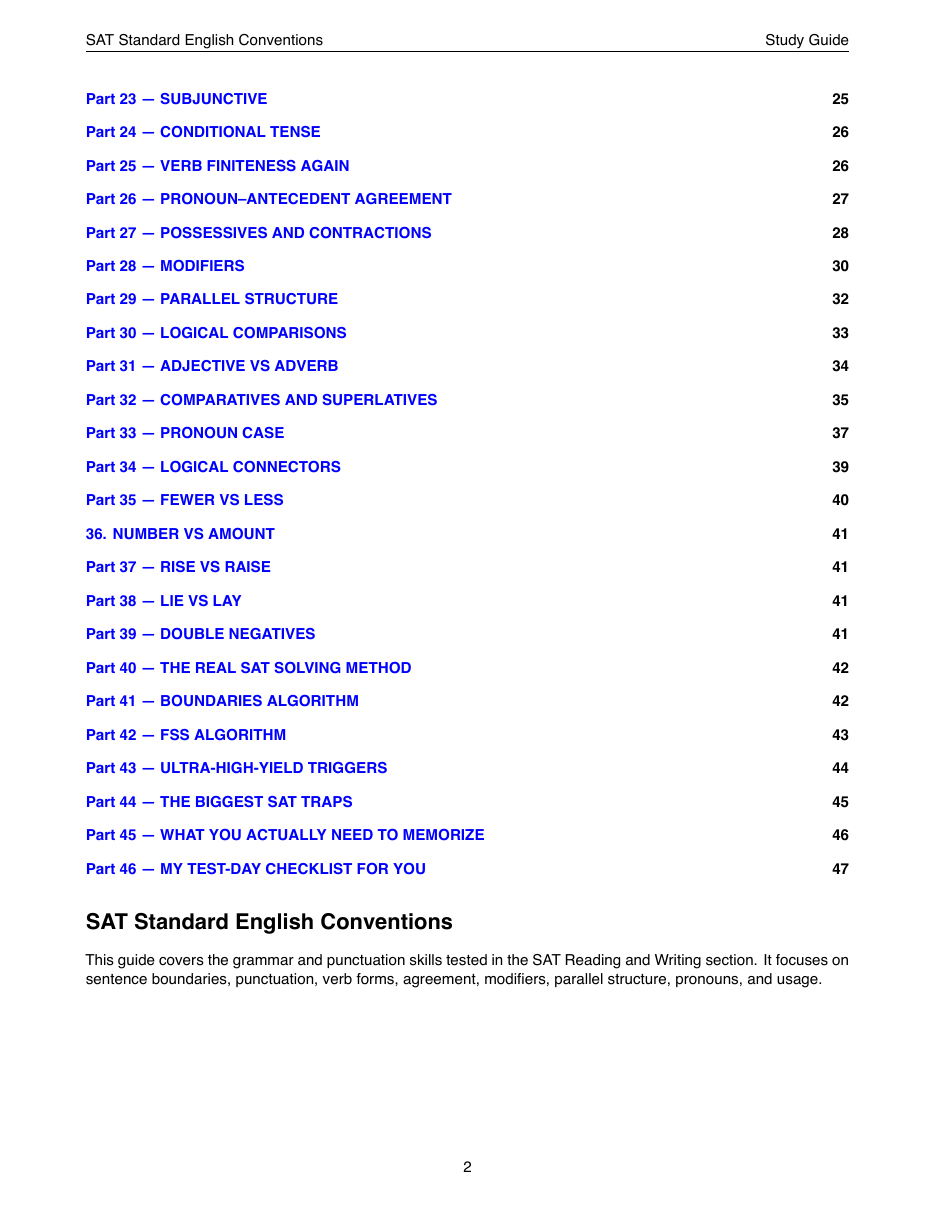 SAT Standard English Conventions Study Guide
Part 23 — SUBJUNCTIVE 25
Part 24 — CONDITIONAL TENSE 26
Part 25 — VERB FINITENESS AGAIN 26
Part 26 — PRONOUN–ANTECEDENT AGREEMENT 27
Part 27 — POSSESSIVES AND CONTRACTIONS 28
Part 28 — MODIFIERS 30
Part 29 — PARALLEL STRUCTURE 32
Part 30 — LOGICAL COMPARISONS 33
Part 31 — ADJECTIVE VS ADVERB 34
Part 32 — COMPARATIVES AND SUPERLATIVES 35
Part 33 — PRONOUN CASE 37
Part 34 — LOGICAL CONNECTORS 39
Part 35 — FEWER VS LESS 40
36. NUMBER VS AMOUNT 41
Part 37 — RISE VS RAISE 41
Part 38 — LIE VS LAY 41
Part 39 — DOUBLE NEGATIVES 41
Part 40 — THE REAL SAT SOLVING METHOD 42
Part 41 — BOUNDARIES ALGORITHM 42
Part 42 — FSS ALGORITHM 43
Part 43 — ULTRA-HIGH-YIELD TRIGGERS 44
Part 44 — THE BIGGEST SAT TRAPS 45
Part 45 — WHAT YOU ACTUALLY NEED TO MEMORIZE 46
Part 46 — MY TEST-DAY CHECKLIST FOR YOU 47
SAT Standard English Conventions
This guide covers the grammar and punctuation skills tested in the SAT Reading and Writing section. It focuses on
sentence boundaries, punctuation, verb forms, agreement, modifiers, parallel structure, pronouns, and usage.
2